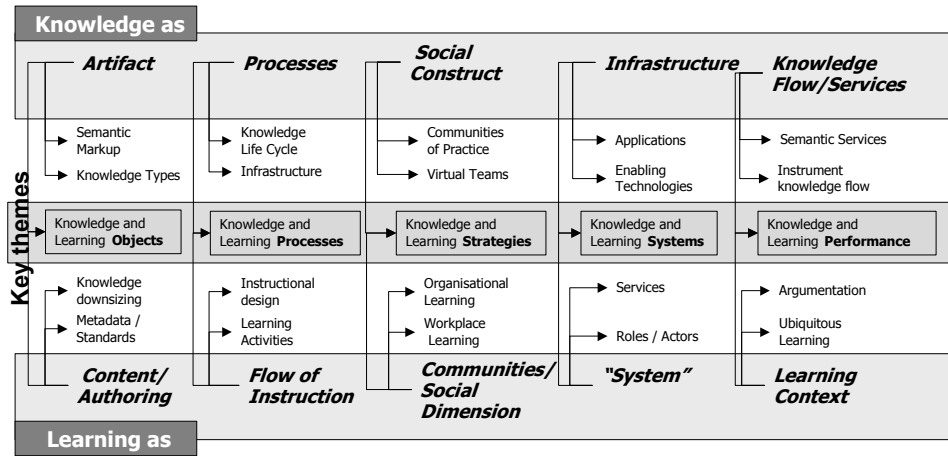 Knowledge as
Artifact
Processes
Social
Construct
Infrastructure
Knowledge
Flow/Services
Semantic
Markup
Knowledge Types
Knowledge
Life Cycle
Infrastructure
Communities
of Practice
Virtual Teams
Applications
Enabling
Technologies
Semantic Services
Instrument
knowledge flow
Key themes
Knowledge and
Learning Objects
Knowledge and
Learning Processes
Knowledge and
Learning Strategies
Knowledge and
Learning Systems
Knowledge and
Learning Performance
Knowledge
downsizing
Metadata /
Standards
Instructional
design
Learning
Activities
Organisational
Learning
Workplace
Learning
Services
Roles / Actors
Argumentation
Ubiquitous
Learning
Content/
Authoring
Flow of
Instruction
Communities/
Social
Dimension
"System”
Learning
Context
Learning as